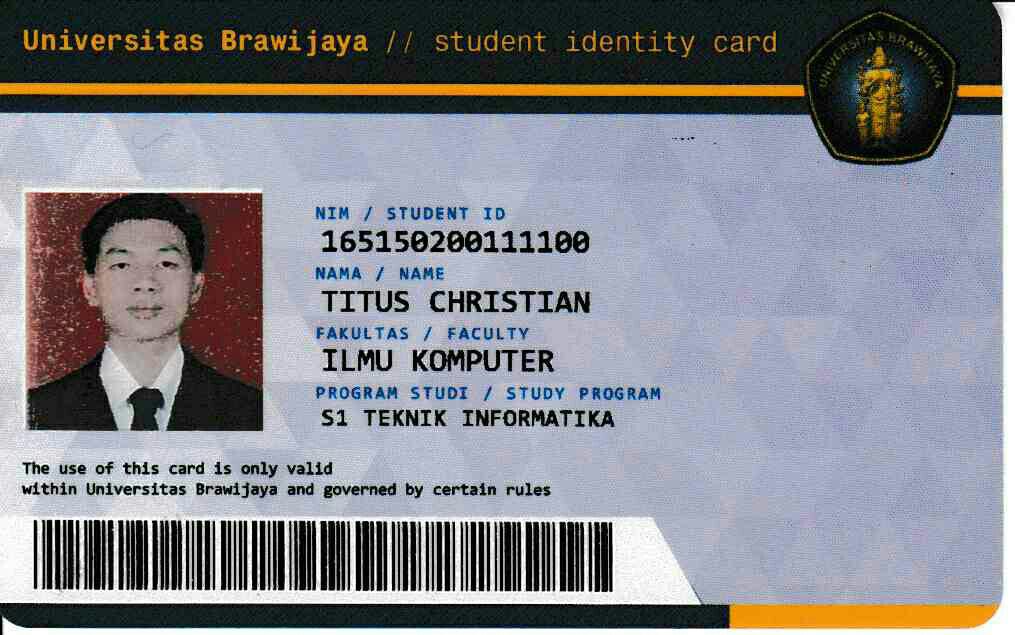 Universitas Brawijaya // student identity card
UNIVERSITAS BRAWIJAYA
NIM / STUDENT ID
165150200111100
NAMA / NAME
TITUS CHRISTIAN
FAKULTAS / FACULTY
ILMU KOMPUTER
PROGRAM STUDI / STUDY PROGRAM
S1 TEKNIK INFORMATIKA
The use of this card is only valid
within Universitas Brawijaya and governed by certain rules